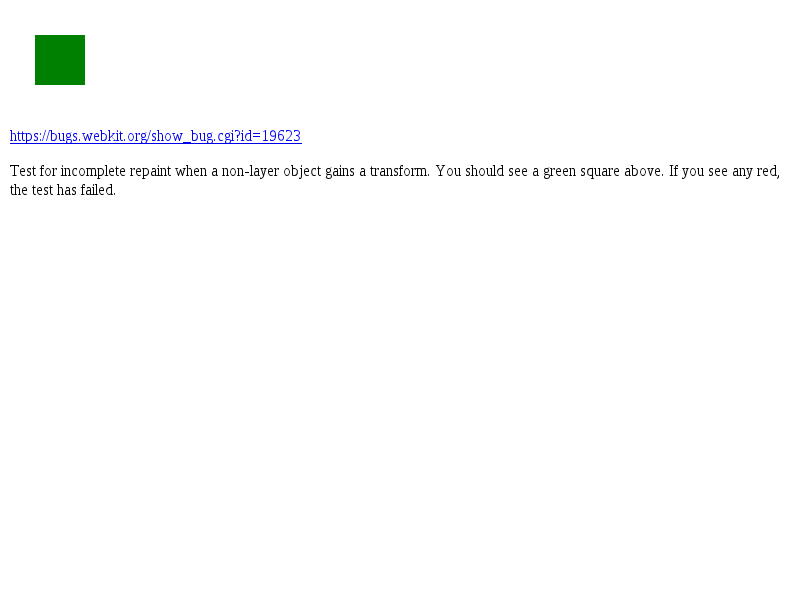 https://bugs.webkit.org/show_bug.cgi?id=19623
Test for incomplete repaint when a non-layer object gains a transform. You should see a green square above. If you see any red,
the test has failed.